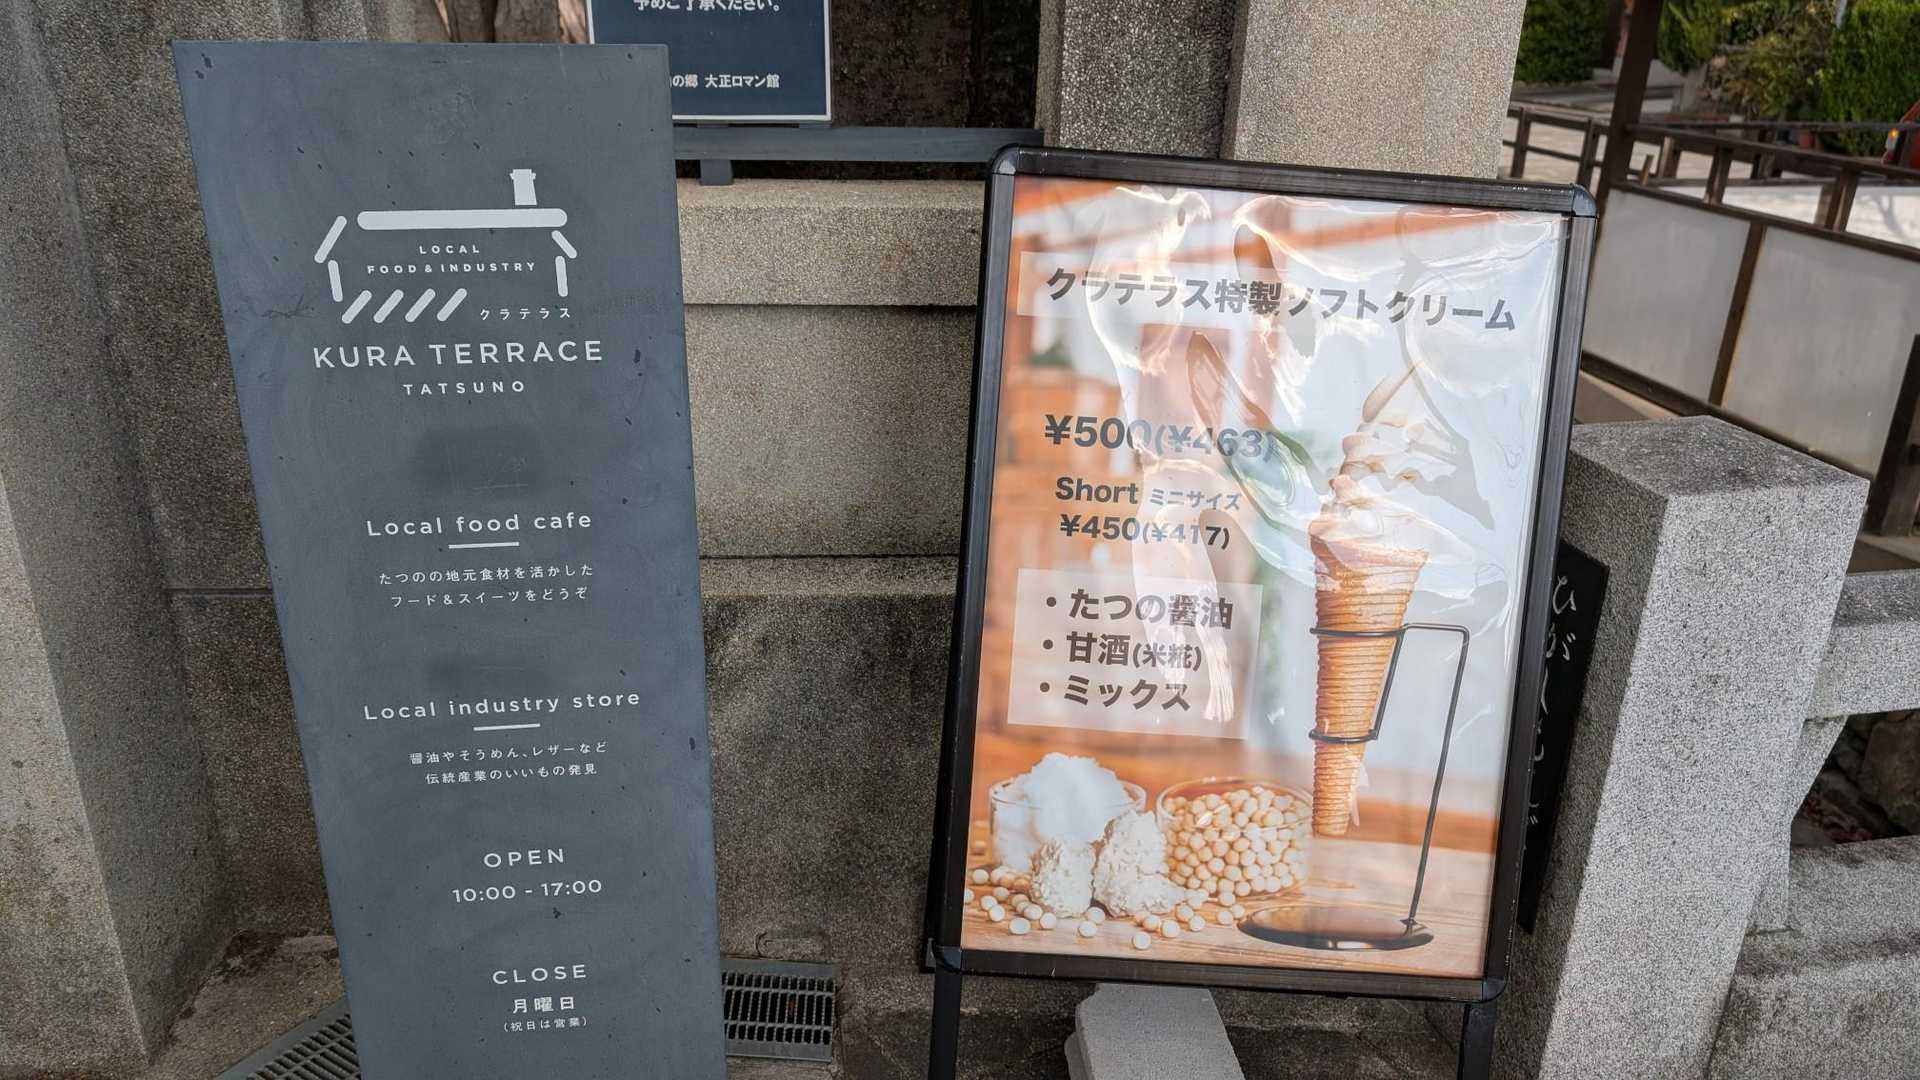 予めご了承ください。
の郷 大正ロマン館
LOCAL
FOOD & INDUSTRY
クラテラス
KURA TERRACE
TATSUNO
Local food cafe
たつのの地元食材を活かした
フード＆スイーツをどうぞ
Local industry store
醤油やそうめん、レザーなど
伝統産業のいいもの発見
OPEN
10:00 - 17:00
CLOSE
月曜日
(祝日は営業)
クラテラス特製ソフトクリーム
¥500(¥463)
Short ミニサイズ
¥450(¥417)
・たつの醤油
・甘酒(米糀)
・ミックス